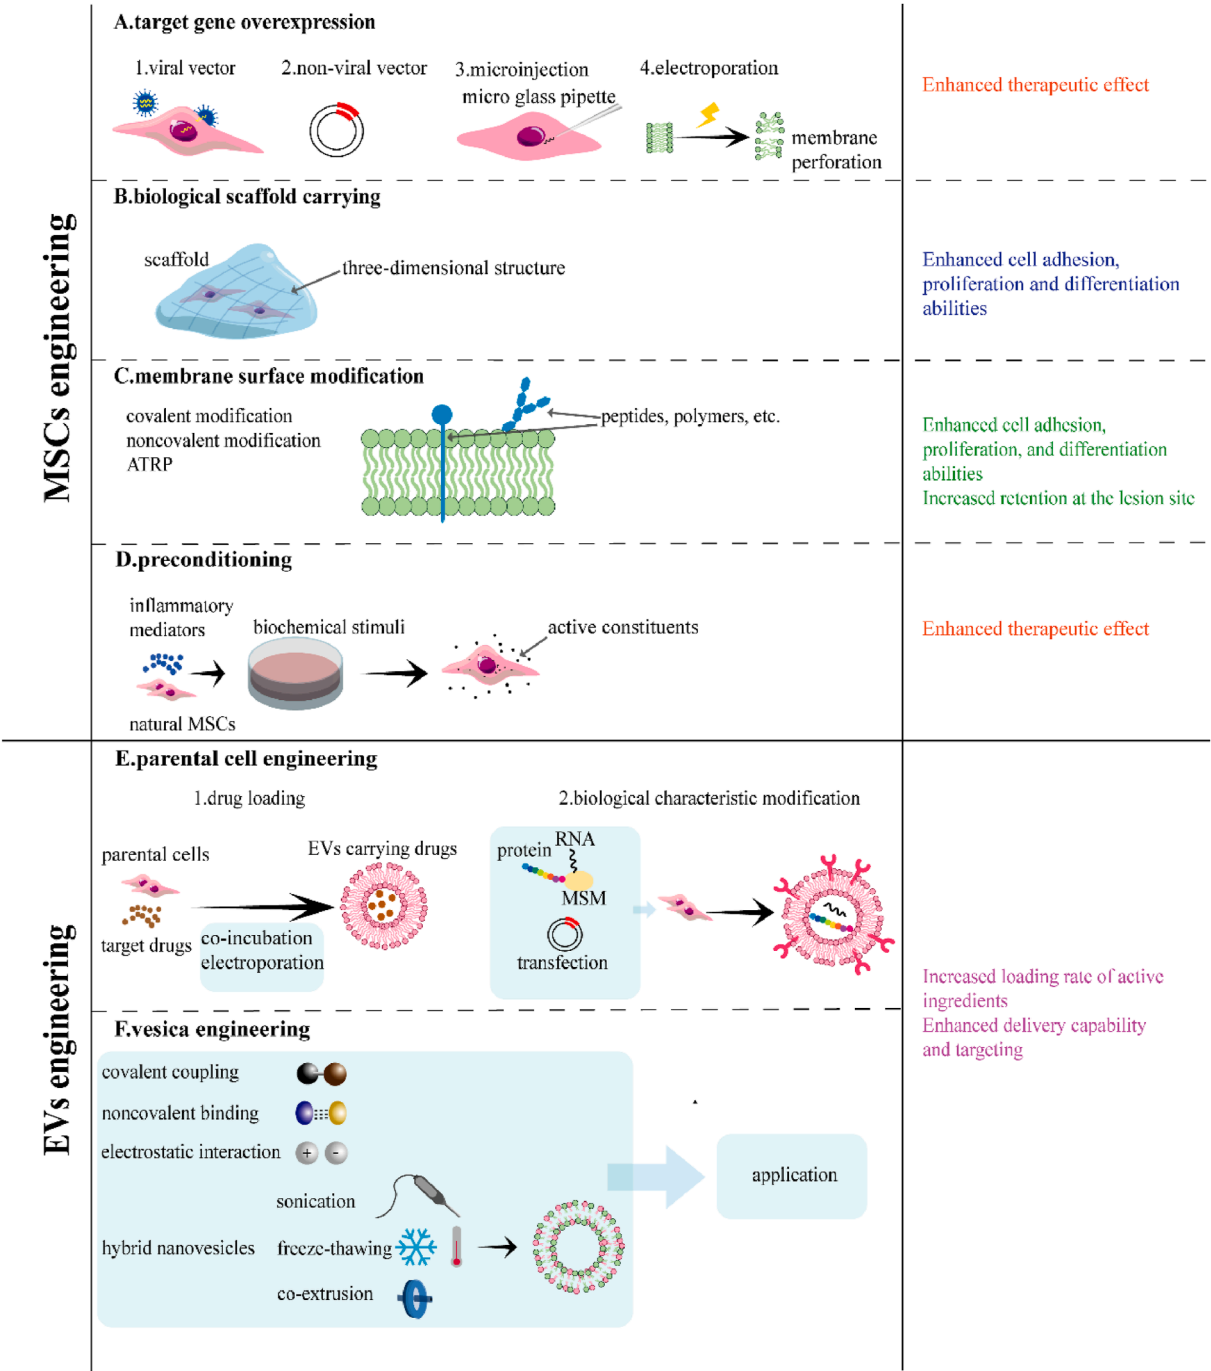 MSCs engineering
A.target gene overexpression
1.viral vector
2.non-viral vector
3.microinjection
micro glass pipette
4.electroporation
membrane
perforation
Enhanced therapeutic effect
B.biological scaffold carrying
scaffold
three-dimensional structure
Enhanced cell adhesion,
proliferation and differentiation
abilities
C.membrane surface modification
covalent modification
noncovalent modification
ATRP
peptides, polymers, etc.
Enhanced cell adhesion,
proliferation, and differentiation
abilities
Increased retention at the lesion site
D.preconditioning
inflammatory
mediators
natural MSCs
biochemical stimuli
active constituents
Enhanced therapeutic effect
EVs engineering
E.parental cell engineering
1.drug loading
parental cells
target drugs
co-incubation
electroporation
EVs carrying drugs
2.biological characteristic modification
protein
RNA
MSM
transfection
Increased loading rate of active
ingredients
Enhanced delivery capability
and targeting
F.vesica engineering
covalent coupling
noncovalent binding
electrostatic interaction
+
-
hybrid nanovesicles
sonication
freeze-thawing
co-extrusion
application